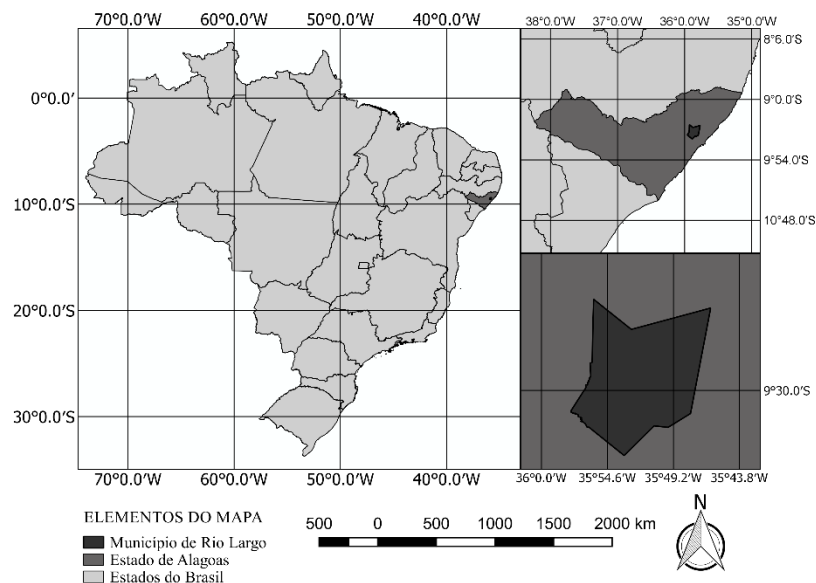 70°0.0'W 60°0.0'W 50°0.0'W 40°0.0'W
0°0.0'
10°0.0'S
20°0.0'S
30°0.0'S
70°0.0'W 60°0.0'W 50°0.0'W 40°0.0'W
38°0.0'W 37°0.0'W 36°0.0'W 35°0.0'W
8°6.0'S
9°0.0'S
9°54.0'S
10°48.0'S
9°30.0'S
36°0.0'W 35°54.6'W 35°49.2'W 35°43.8'W
ELEMENTOS DO MAPA
Município de Rio Largo
Estado de Alagoas
Estados do Brasil
500 0 500 1000 1500 2000 km
N